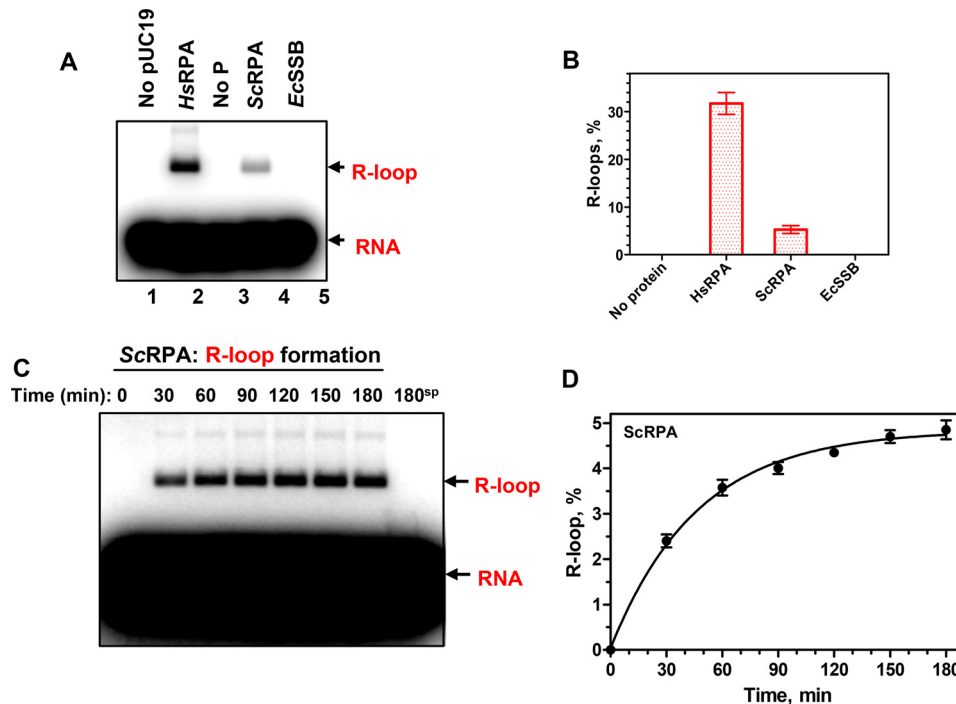 A
No pUC19
HsRPA
No P
ScRPA
EcSSB
R-loop
RNA
1 2 3 4 5
B
R-loops, %
30
20
10
0
No protein
HsRPA
ScRPA
EcSSB
C
ScRPA: R-loop formation
Time (min): 0 30 60 90 120 150 180 180sp
R-loop
RNA
D
ScRPA
R-loop, %
5
4
3
2
1
0
0 30 60 90 120 150 180
Time, min